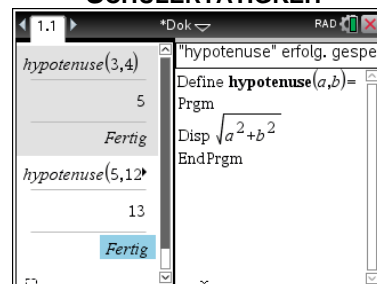 1.1
*Dok
RAD
hypotenuse(3,4)
5
Fertig
hypotenuse(5,12
13
Fertig
"hypotenuse" erfolg. gespe
Define hypotenuse(a,b)=
Prgm
Disp √a²+b²
EndPrgm